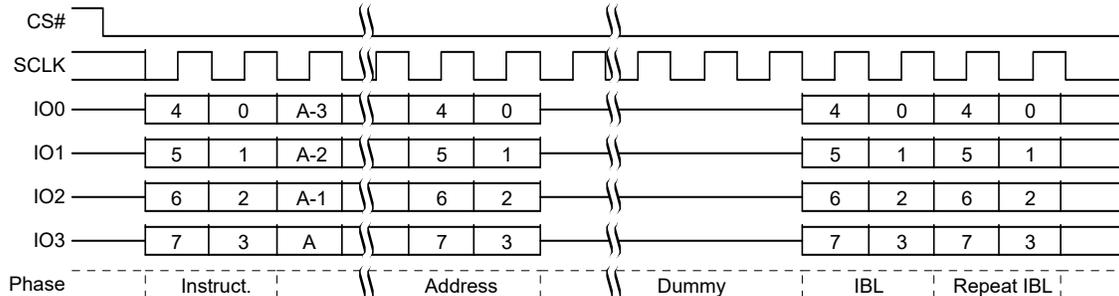 CS#
SCLK
IO0 4 0 A-3 4 0 4 0 4 0
IO1 5 1 A-2 5 1 5 1 5 1
IO2 6 2 A-1 6 2 6 2 6 2
IO3 7 3 A 7 3 7 3 7 3
Phase Instruct. Address Dummy IBL Repeat IBL